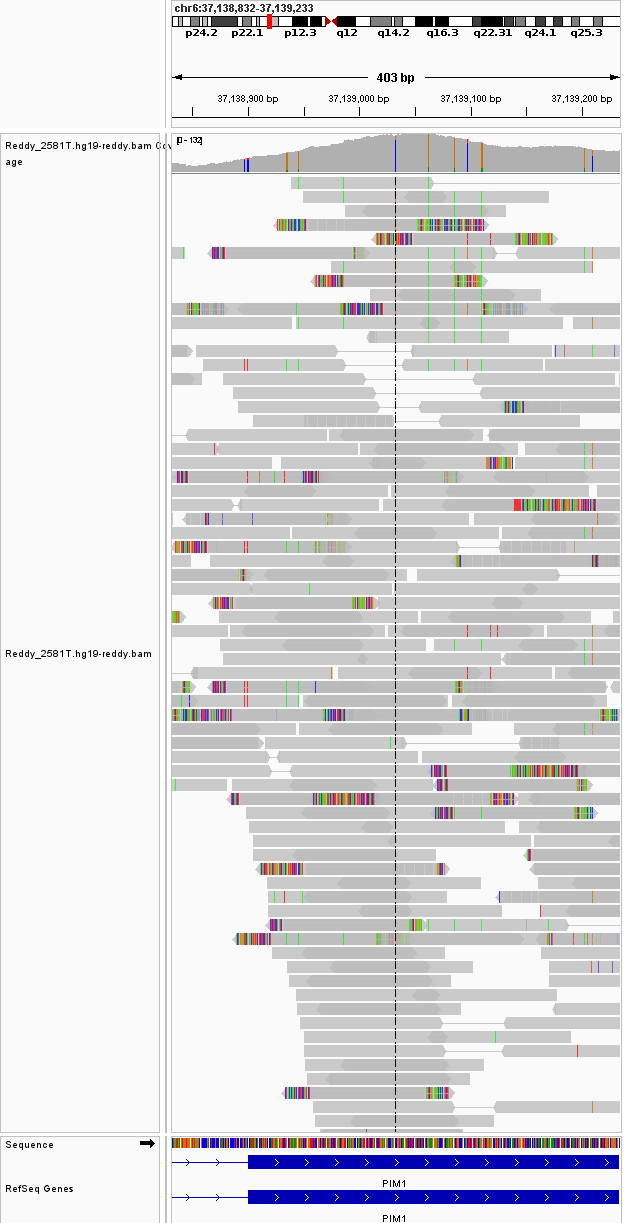 chr6:37,138,832-37,139,233
p24.2 p22.1 p12.3 q12 q14.2 q16.3 q22.31 q24.1 q25.3
403 bp
37,138,900 bp 37,139,000 bp 37,139,100 bp 37,139,200 bp
Reddy_2581T.hg19-reddy.bam Cov
age
[0 - 132]
Reddy_2581T.hg19-reddy.bam
Sequence
RefSeq Genes
PIM1
PIM1